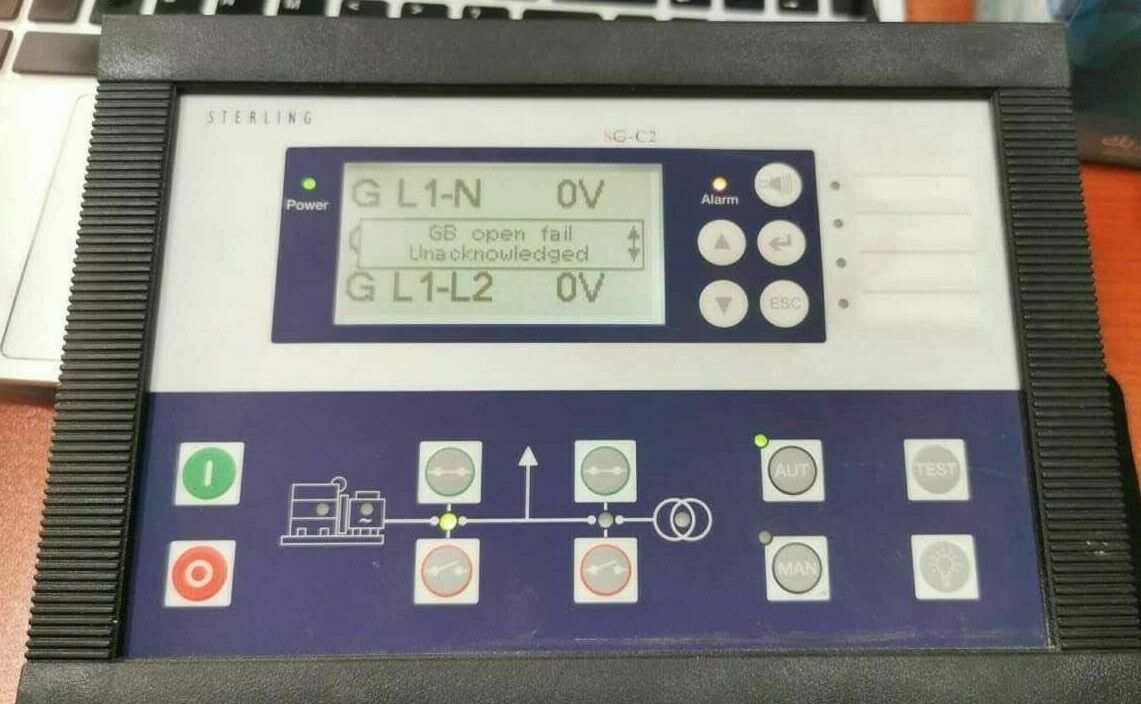 STERLING
SG-C2
Power
G L1-N 0V
GB open fail
Unacknowledged
G L1-L2 0V
Alarm
ESC
AUT
TEST
MAN